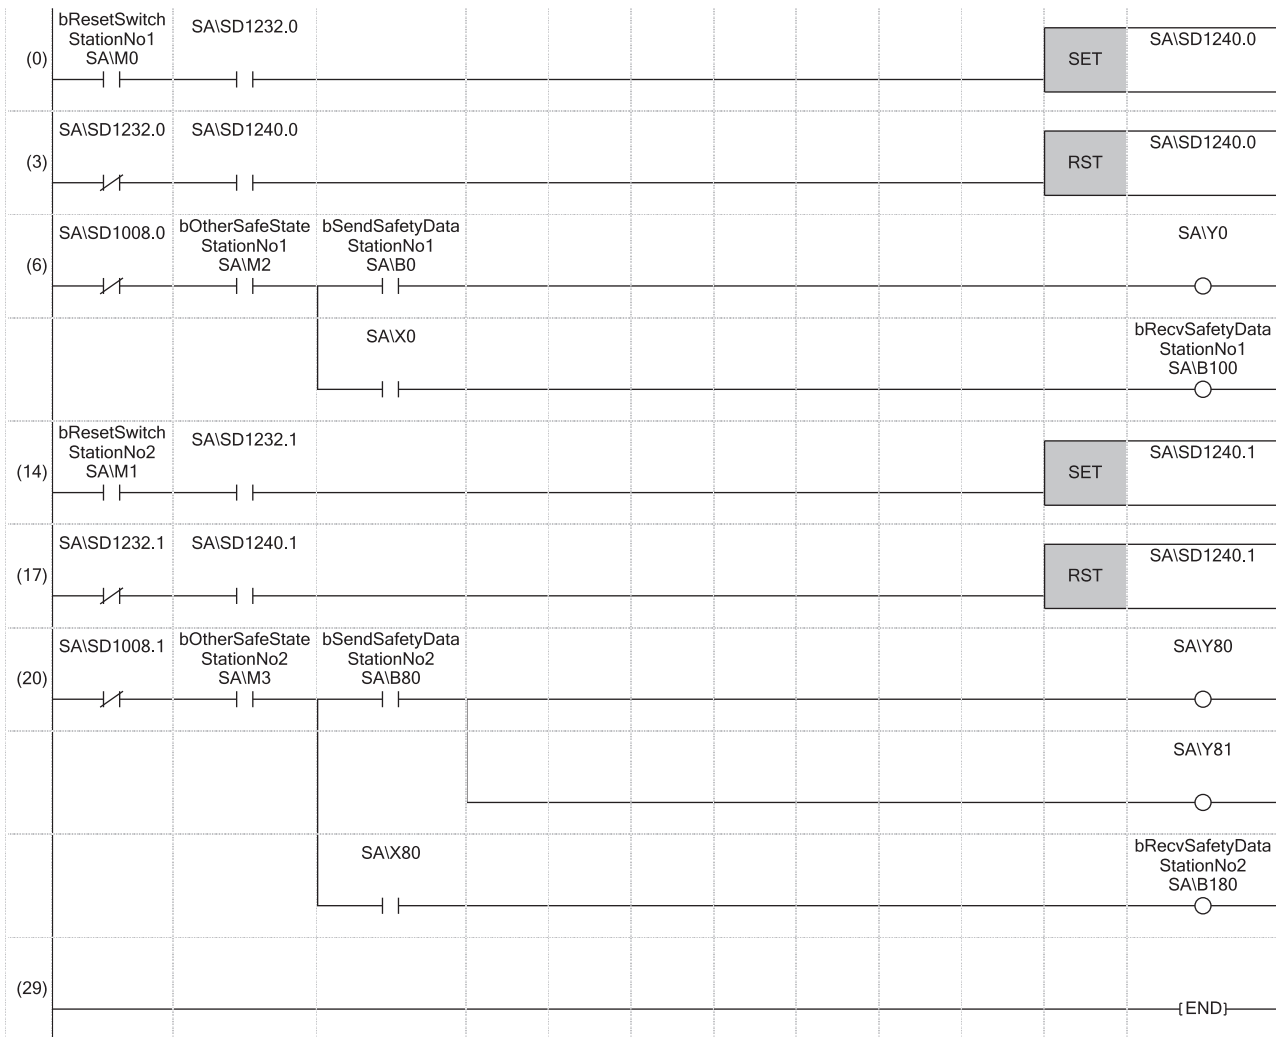 bResetSwitch
StationNo1
SA\M0
SA\SD1232.0
(0)
SET
SA\SD1240.0
SA\SD1232.0
SA\SD1240.0
(3)
RST
SA\SD1240.0
SA\SD1008.0
bOtherSafeState
StationNo1
SA\M2
bSendSafetyData
StationNo1
SA\B0
SA\Y0
(6)
SA\X0
bRecvSafetyData
StationNo1
SA\B100
bResetSwitch
StationNo2
SA\M1
SA\SD1232.1
(14)
SET
SA\SD1240.1
SA\SD1232.1
SA\SD1240.1
(17)
RST
SA\SD1240.1
SA\SD1008.1
bOtherSafeState
StationNo2
SA\M3
bSendSafetyData
StationNo2
SA\B80
SA\Y80
(20)
SA\Y81
SA\X80
bRecvSafetyData
StationNo2
SA\B180
(29)
[END]